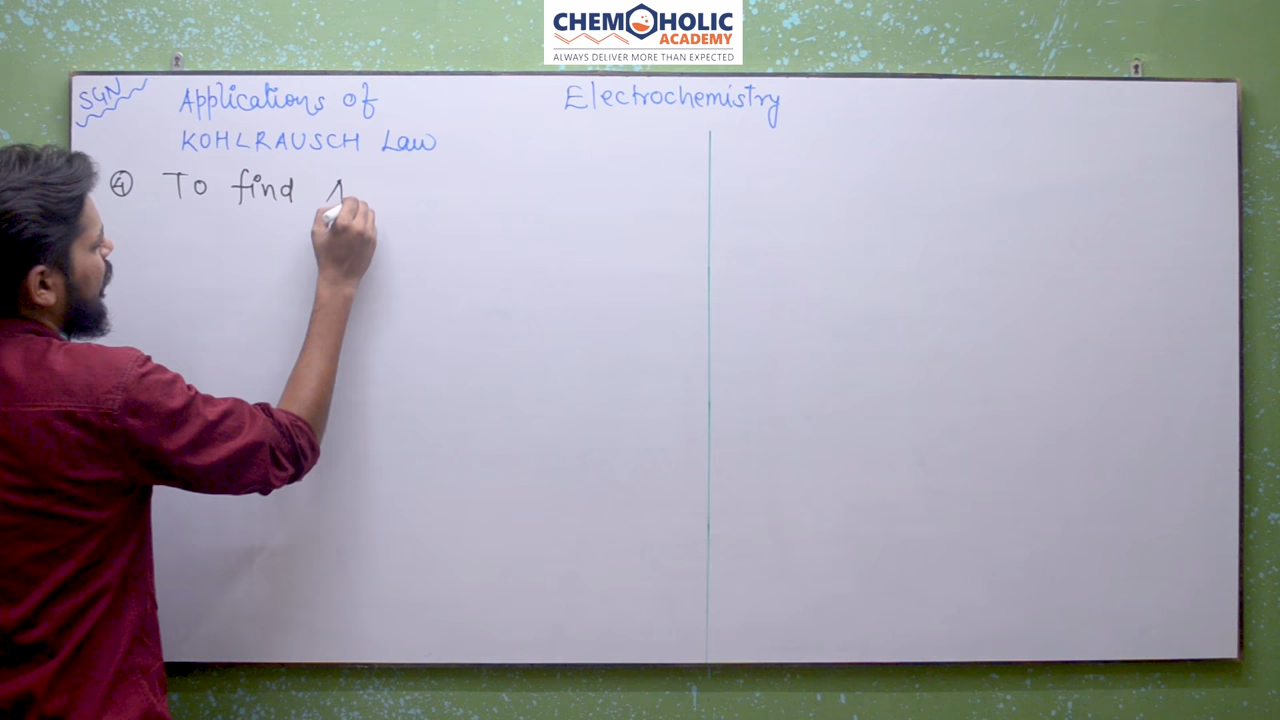 CHEMOHOLIC
ACADEMY
ALWAYS DELIVER MORE THAN EXPECTED
SGN
Applications of
KOHLRAUSCH Law
Electrochemistry
④ To find Λ